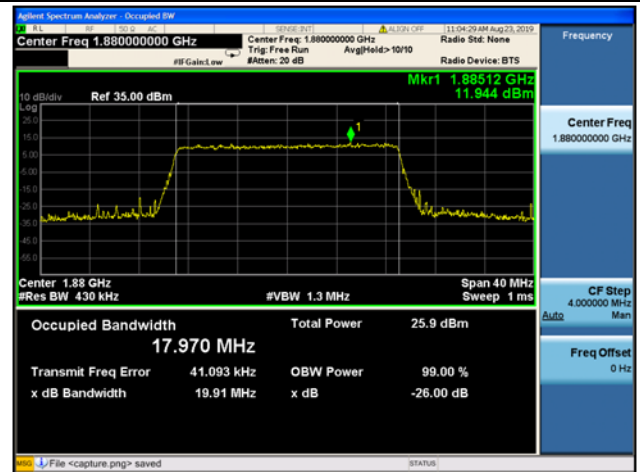 Agilent Spectrum Analyzer - Occupied BW
RL RF 50 Ω AC SENSE:INT ALIGN OFF 11:04:29 AM Aug 23, 2019
Center Freq 1.880000000 GHz Center Freq: 1.880000000 GHz Radio Std: None
Trig: Free Run Avg|Hold:> 10/10
#IFGain:Low #Atten: 20 dB Radio Device: BTS
Frequency
Mkr1 1.88512 GHz
11.944 dBm
10 dB/div Ref 35.00 dBm
Log
25.0
15.0
5.00
-5.00
-15.0
-25.0
-35.0
-45.0
-55.0
1
Center 1.88 GHz Span 40 MHz
#Res BW 430 kHz #VBW 1.3 MHz Sweep 1 ms
Occupied Bandwidth Total Power 25.9 dBm
17.970 MHz
Transmit Freq Error 41.093 kHz OBW Power 99.00 %
x dB Bandwidth 19.91 MHz x dB -26.00 dB
Center Freq
1.880000000 GHz
CF Step
4.000000 MHz
Auto Man
Freq Offset
0 Hz
MSG File <capture.png> saved STATUS